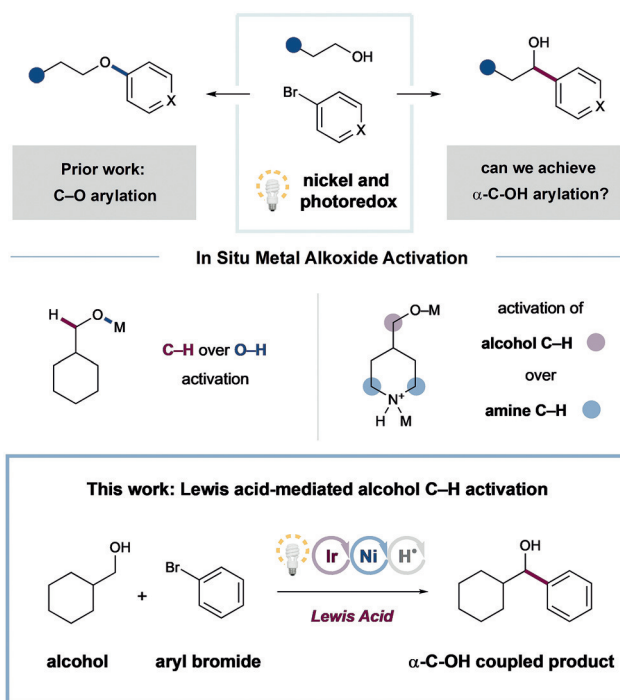 O
X
OH
Br
X
OH
X
Prior work:
C–O arylation
nickel and
photoredox
can we achieve
α-C-OH arylation?
In Situ Metal Alkoxide Activation
H
O
M
C–H over O–H
activation
O–M
N+
H
M
activation of
alcohol C–H
over
amine C–H
This work: Lewis acid-mediated alcohol C–H activation
OH
+
Br
Ir
Ni
H•
Lewis Acid
OH
alcohol
aryl bromide
α-C-OH coupled product